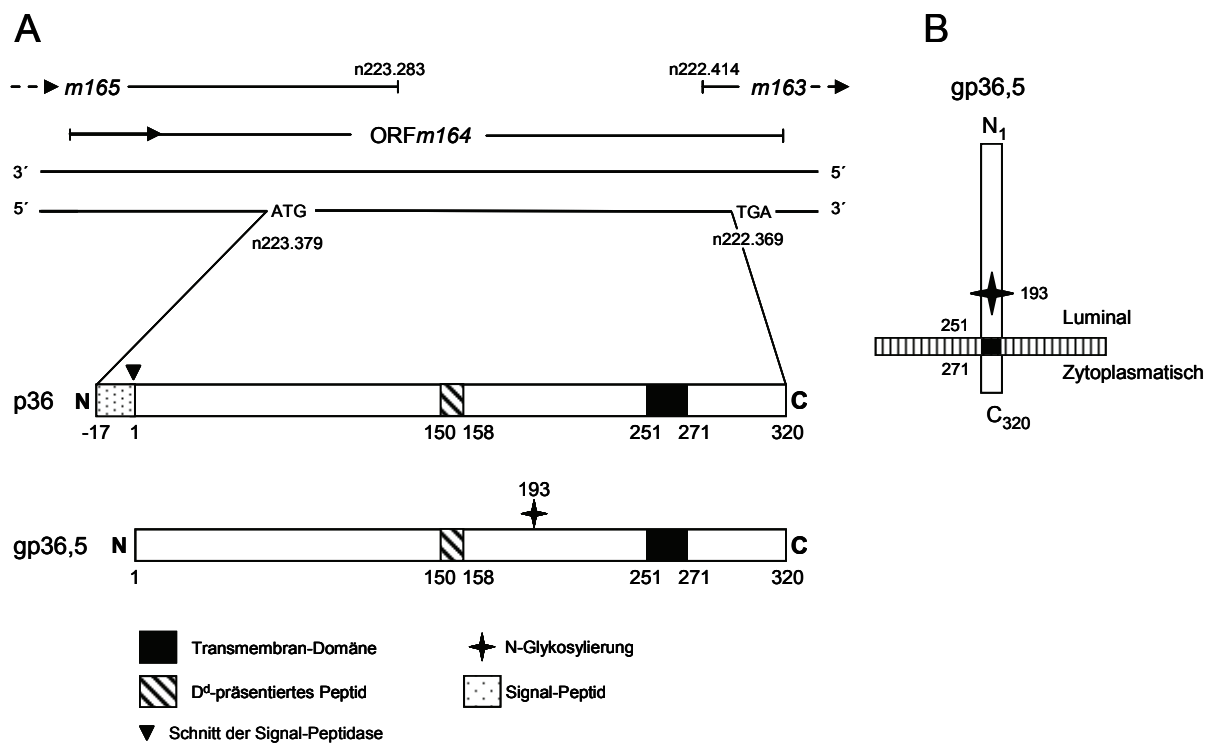 A
B
m165
n223.283
n222.414
m163
gp36,5
ORFm164
N1
3´
5´
5´
ATG
TGA
3´
n223.379
n222.369
193
251
Luminal
271
Zytoplasmatisch
p36
N
C
C320
-17
1
150
158
251
271
320
193
gp36,5
N
C
1
150
158
251
271
320
Transmembran-Domäne
N-Glykosylierung
Dd-präsentiertes Peptid
Signal-Peptid
Schnitt der Signal-Peptidase